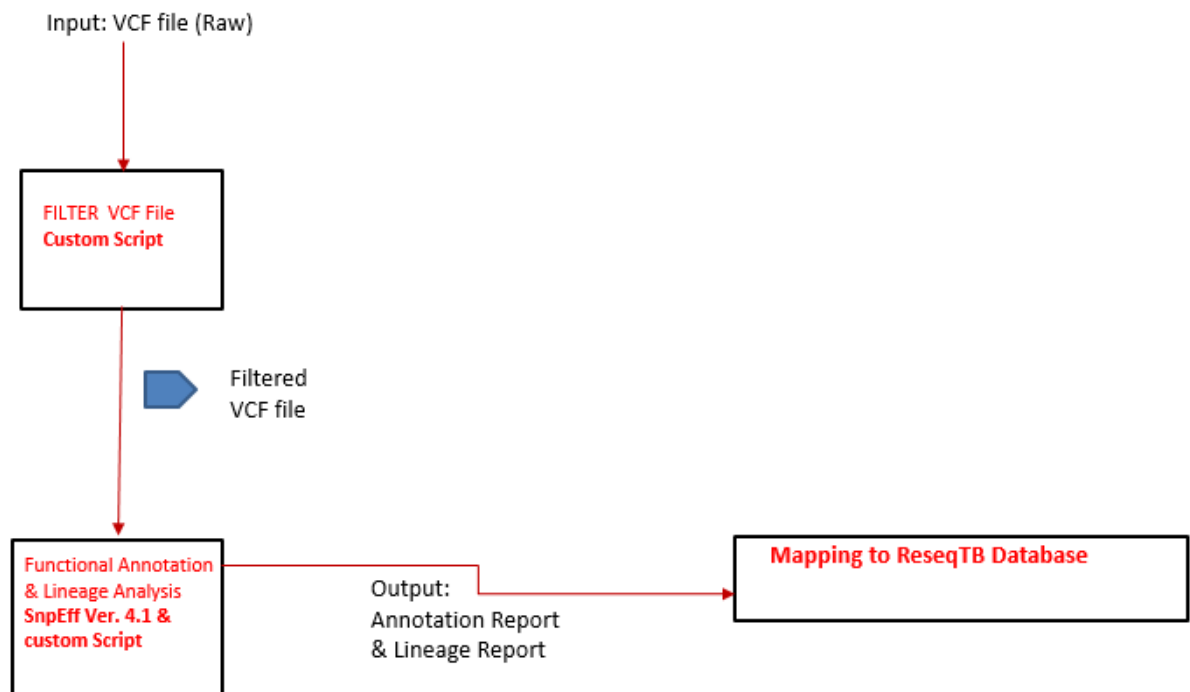 Input: VCF file (Raw)
FILTER VCF File
Custom Script
Filtered
VCF file
Functional Annotation
& Lineage Analysis
SnpEff Ver. 4.1 &
custom Script
Output:
Annotation Report
& Lineage Report
Mapping to ReseqTB Database